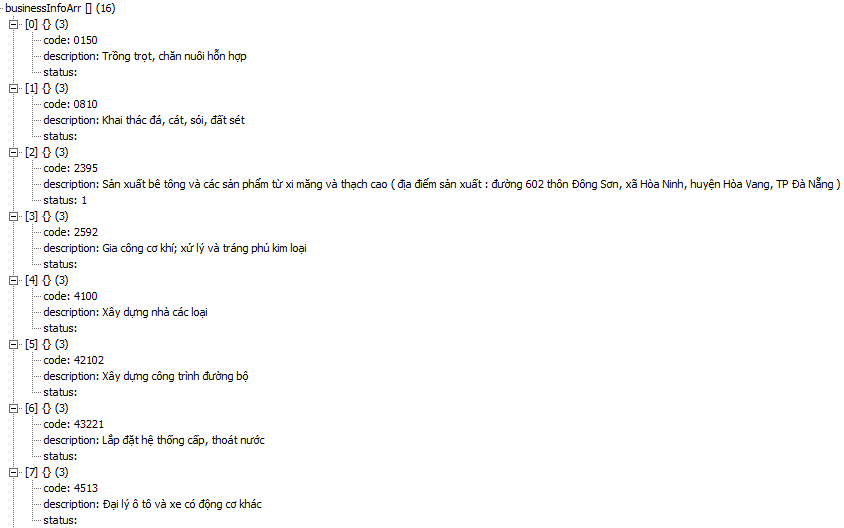 businessInfoArr [] (16)
[0] {} (3)
code: 0150
description: Trồng trọt, chăn nuôi hỗn hợp
status:
[1] {} (3)
code: 0810
description: Khai thác đá, cát, sỏi, đất sét
status:
[2] {} (3)
code: 2395
description: Sản xuất bê tông và các sản phẩm từ xi măng và thạch cao ( địa điểm sản xuất : đường 602 thôn Đông Sơn, xã Hòa Ninh, huyện Hòa Vang, TP Đà Nẵng )
status: 1
[3] {} (3)
code: 2592
description: Gia công cơ khí; xử lý và tráng phủ kim loại
status:
[4] {} (3)
code: 4100
description: Xây dựng nhà các loại
status:
[5] {} (3)
code: 42102
description: Xây dựng công trình đường bộ
status:
[6] {} (3)
code: 43221
description: Lắp đặt hệ thống cấp, thoát nước
status:
[7] {} (3)
code: 4513
description: Đại lý ô tô và xe có động cơ khác
status: